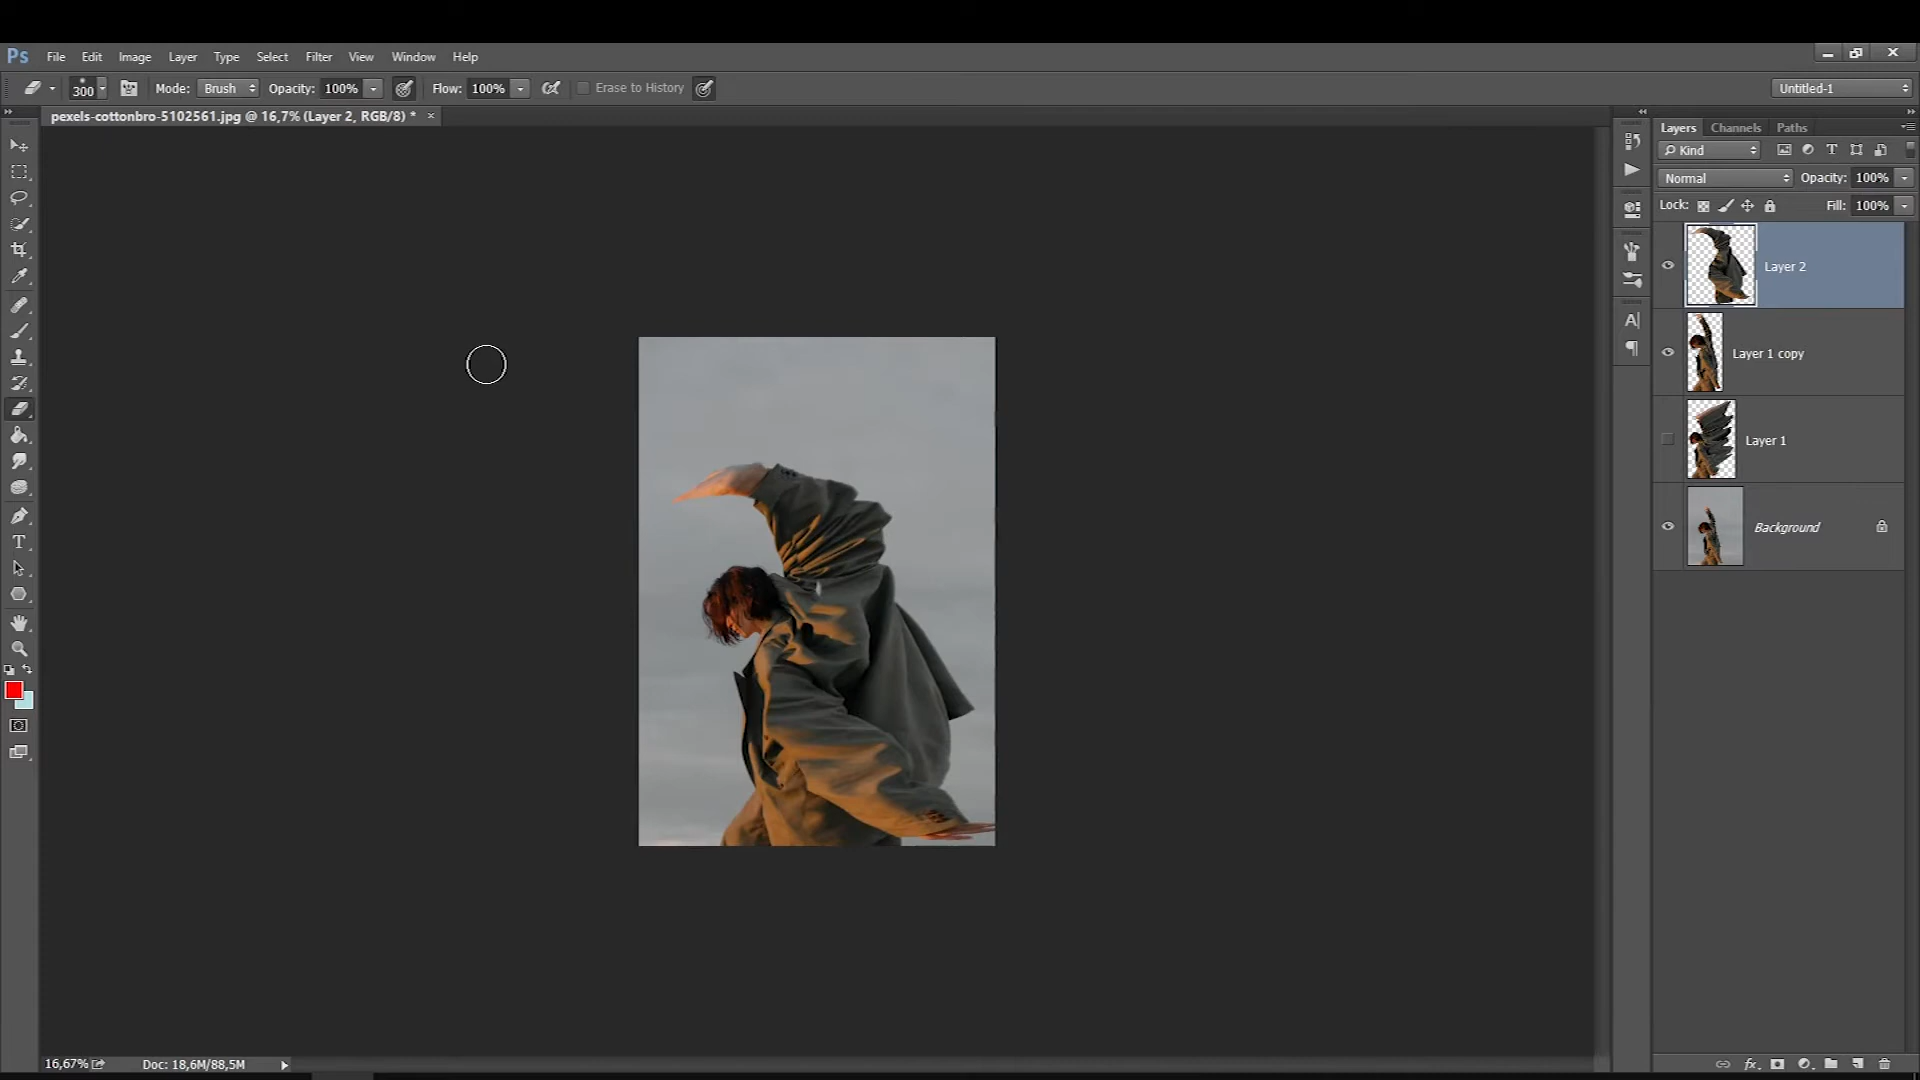 Ps File Edit Image Layer Type Select Filter View Window Help
300 Mode: Brush Opacity: 100% Flow: 100% Erase to History Untitled-1
pexels-cottonbro-5102561.jpg @ 16,7% (Layer 2, RGB/8) * ×
Layers Channels Paths
Kind
Normal Opacity: 100%
Lock: Fill: 100%
Layer 2
Layer 1 copy
Layer 1
Background
16,67% Doc: 18,6M/88,5M